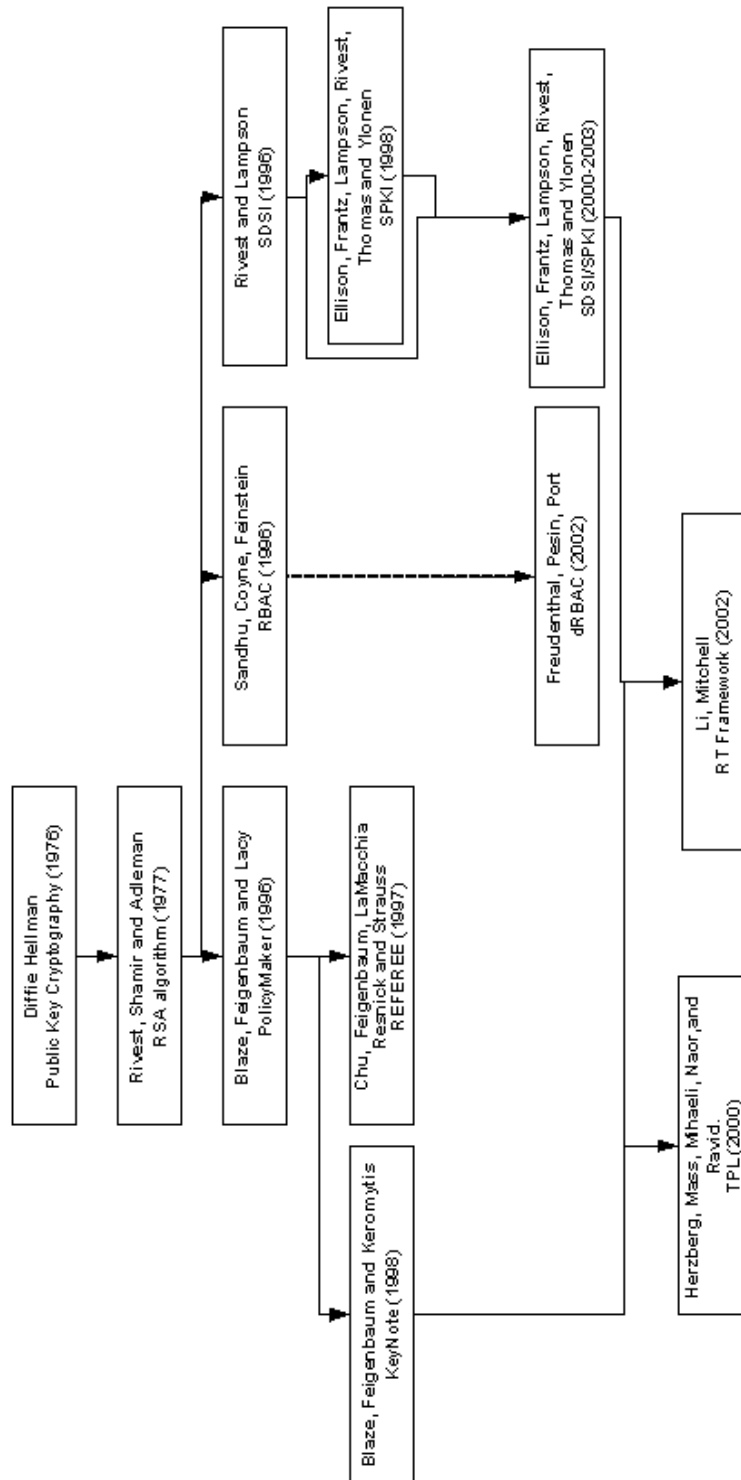 Diffie Hellman
Public Key Cryptography (1976)
Rivest, Shamir and Adleman
RSA algorithm (1977)
Blaze, Feigenbaum and Lacy
PolicyMaker (1996)
Sandhu, Coyne, Feinstein
RBAC (1996)
Rivest and Lampson
SDSI (1996)
Blaze, Feigenbaum and Keromytis
KeyNote (1998)
Chu, Feigenbaum, LaMacchia
Resnick and Strauss
REFEREE (1997)
Ellison, Frantz, Lampson, Rivest,
Thomas and Ylonen
SPKI (1998)
Freudenthal, Pesin, Port
dRBAC (2002)
Ellison, Frantz, Lampson, Rivest,
Thomas and Ylonen
SDSI/SPKI (2000-2003)
Herzberg, Mass, Mihaeli, Naor,and
Ravid.
TPL (2000)
Li, Mitchell
RT Framework (2002)